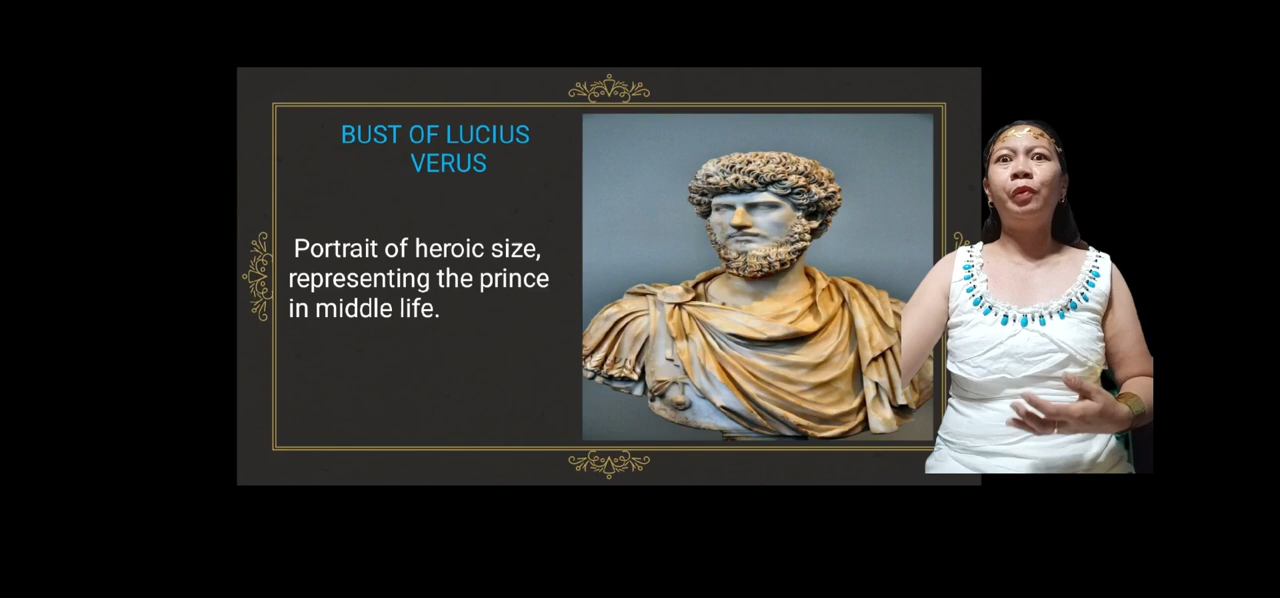 BUST OF LUCIUS
VERUS
Portrait of heroic size,
representing the prince
in middle life.